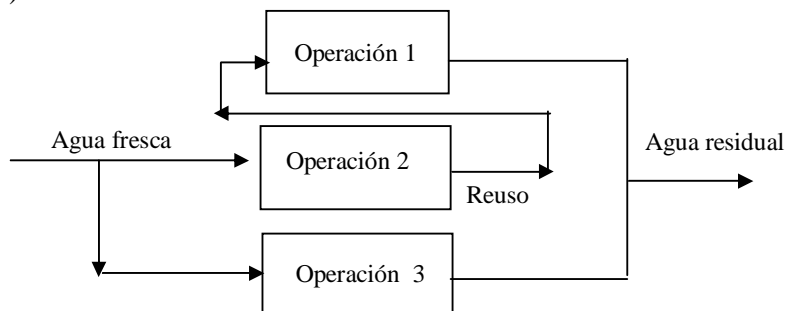 )
Operación 1
Agua fresca
Operación 2
Agua residual
Reuso
Operación 3